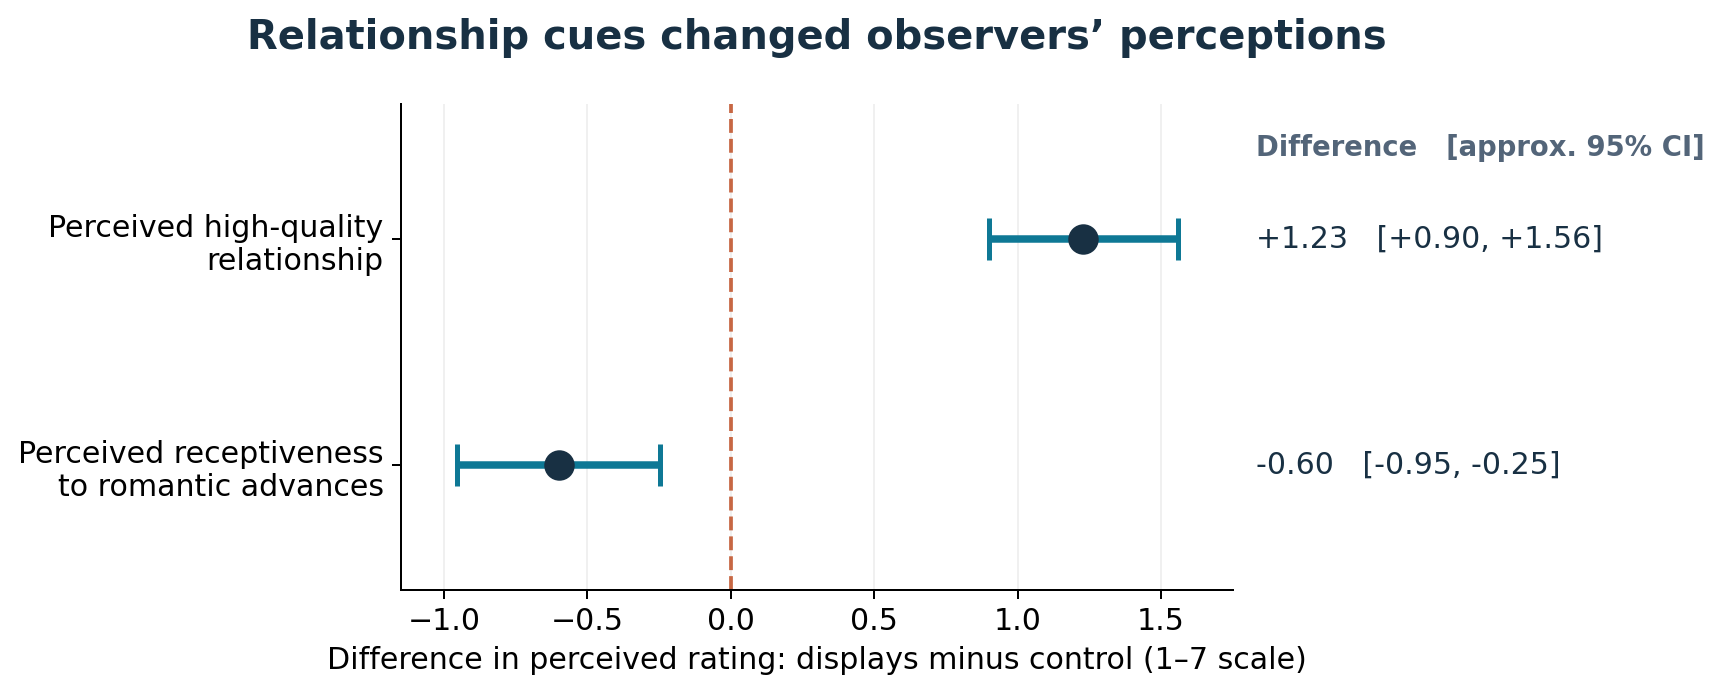 Relationship cues changed observers’ perceptions
Difference [approx. 95% CI]
Perceived high-quality
relationship
+1.23 [+0.90, +1.56]
Perceived receptiveness
to romantic advances
-0.60 [-0.95, -0.25]
−1.0 −0.5 0.0 0.5 1.0 1.5
Difference in perceived rating: displays minus control (1–7 scale)